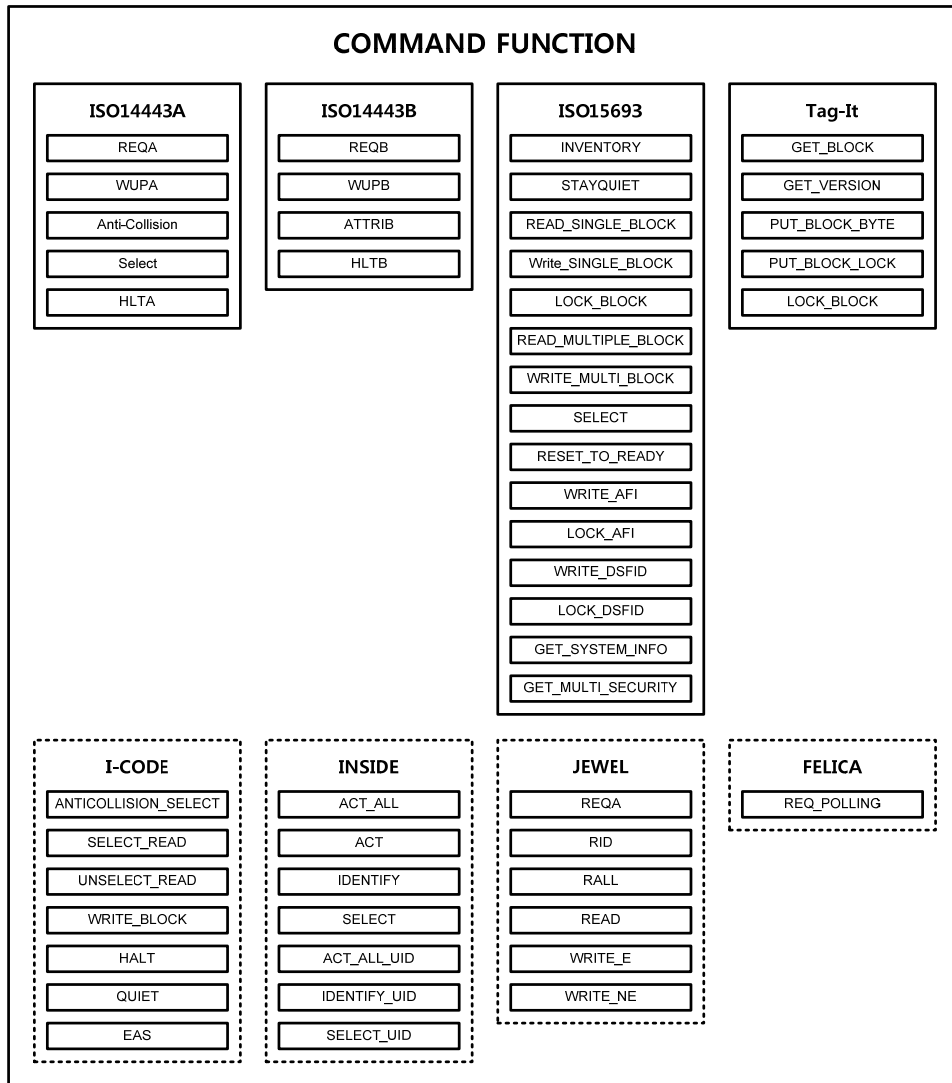 COMMAND FUNCTION
ISO14443A
REQA
WUPA
Anti-Collision
Select
HLTA
ISO14443B
REQB
WUPB
ATTRIB
HLTB
ISO15693
INVENTORY
STAYQUIET
READ_SINGLE_BLOCK
Write_SINGLE_BLOCK
LOCK_BLOCK
READ_MULTIPLE_BLOCK
WRITE_MULTI_BLOCK
SELECT
RESET_TO_READY
WRITE_AFI
LOCK_AFI
WRITE_DSFID
LOCK_DSFID
GET_SYSTEM_INFO
GET_MULTI_SECURITY
Tag-It
GET_BLOCK
GET_VERSION
PUT_BLOCK_BYTE
PUT_BLOCK_LOCK
LOCK_BLOCK
I-CODE
ANTICOLLISION_SELECT
SELECT_READ
UNSELECT_READ
WRITE_BLOCK
HALT
QUIET
EAS
INSIDE
ACT_ALL
ACT
IDENTIFY
SELECT
ACT_ALL_UID
IDENTIFY_UID
SELECT_UID
JEWEL
REQA
RID
RALL
READ
WRITE_E
WRITE_NE
FELICA
REQ_POLLING